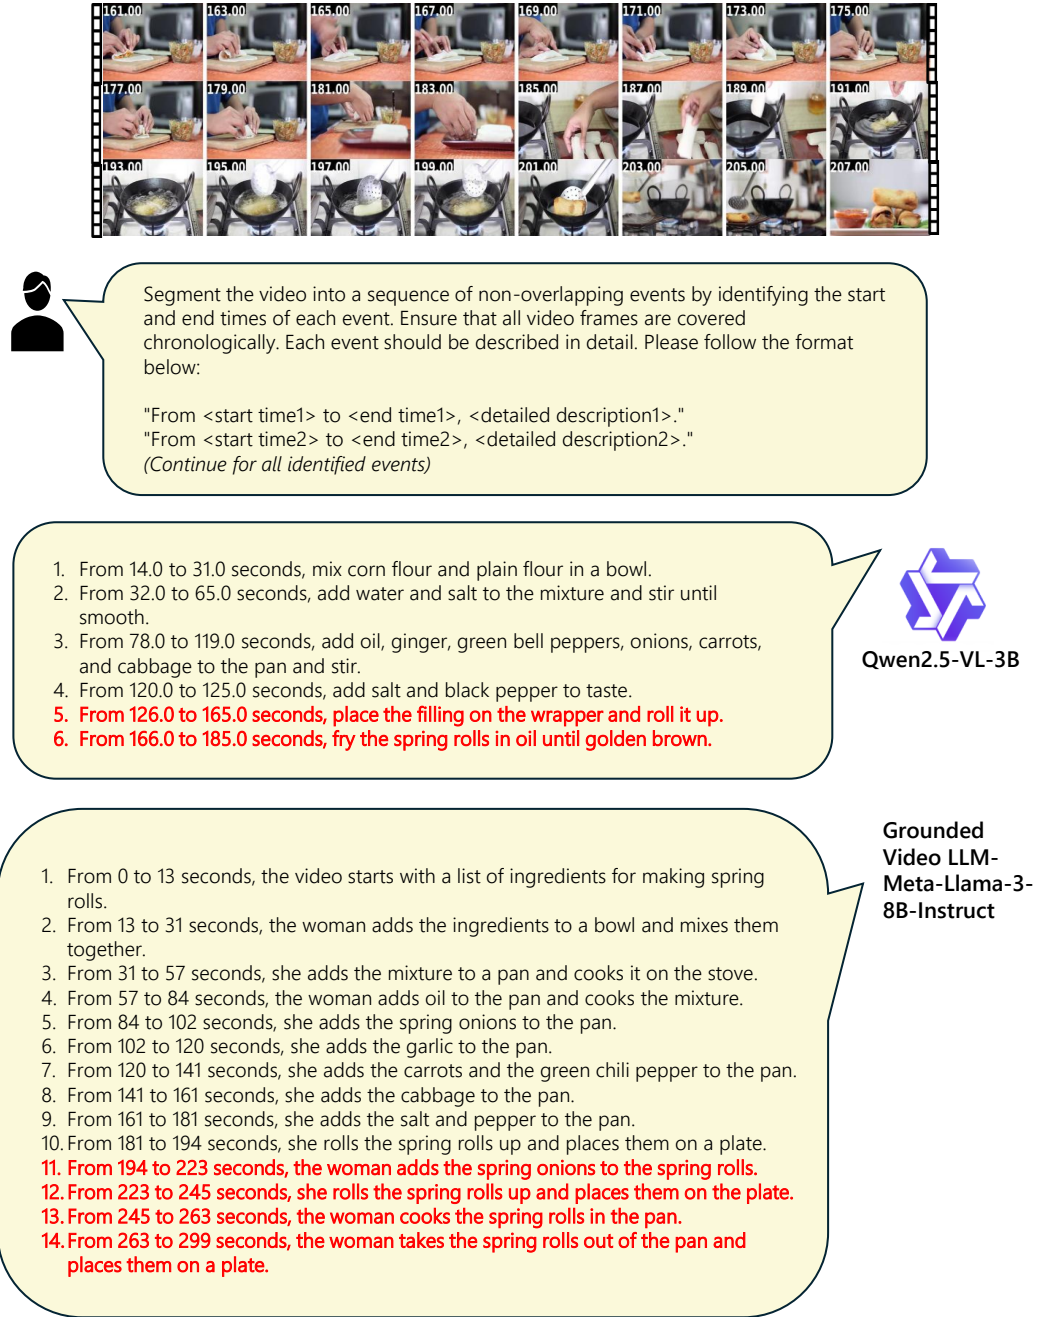 161.00 163.00 165.00 167.00 169.00 171.00 173.00 175.00
177.00 179.00 181.00 183.00 185.00 187.00 189.00 191.00
193.00 195.00 197.00 199.00 201.00 203.00 205.00 207.00
Segment the video into a sequence of non-overlapping events by identifying the start
and end times of each event. Ensure that all video frames are covered
chronologically. Each event should be described in detail. Please follow the format
below:
"From <start time1> to <end time1>, <detailed description1>."
"From <start time2> to <end time2>, <detailed description2>."
(Continue for all identified events)
1. From 14.0 to 31.0 seconds, mix corn flour and plain flour in a bowl.
2. From 32.0 to 65.0 seconds, add water and salt to the mixture and stir until
smooth.
3. From 78.0 to 119.0 seconds, add oil, ginger, green bell peppers, onions, carrots,
and cabbage to the pan and stir.
4. From 120.0 to 125.0 seconds, add salt and black pepper to taste.
5. From 126.0 to 165.0 seconds, place the filling on the wrapper and roll it up.
6. From 166.0 to 185.0 seconds, fry the spring rolls in oil until golden brown.
Qwen2.5-VL-3B
Grounded
Video LLM-
Meta-Llama-3-
8B-Instruct
1. From 0 to 13 seconds, the video starts with a list of ingredients for making spring
rolls.
2. From 13 to 31 seconds, the woman adds the ingredients to a bowl and mixes them
together.
3. From 31 to 57 seconds, she adds the mixture to a pan and cooks it on the stove.
4. From 57 to 84 seconds, the woman adds oil to the pan and cooks the mixture.
5. From 84 to 102 seconds, she adds the spring onions to the pan.
6. From 102 to 120 seconds, she adds the garlic to the pan.
7. From 120 to 141 seconds, she adds the carrots and the green chili pepper to the pan.
8. From 141 to 161 seconds, she adds the cabbage to the pan.
9. From 161 to 181 seconds, she adds the salt and pepper to the pan.
10. From 181 to 194 seconds, she rolls the spring rolls up and places them on a plate.
11. From 194 to 223 seconds, the woman adds the spring onions to the spring rolls.
12. From 223 to 245 seconds, she rolls the spring rolls up and places them on the plate.
13. From 245 to 263 seconds, the woman cooks the spring rolls in the pan.
14. From 263 to 299 seconds, the woman takes the spring rolls out of the pan and
places them on a plate.